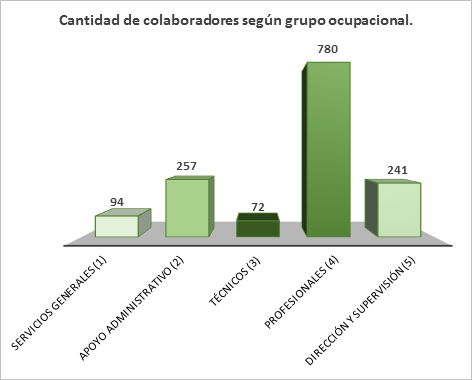 Cantidad de colaboradores según grupo ocupacional.
780
257
241
94
72
SERVICIOS GENERALES (1)
APOYO ADMINISTRATIVO (2)
TÉCNICOS (3)
PROFESIONALES (4)
DIRECCIÓN Y SUPERVISIÓN (5)